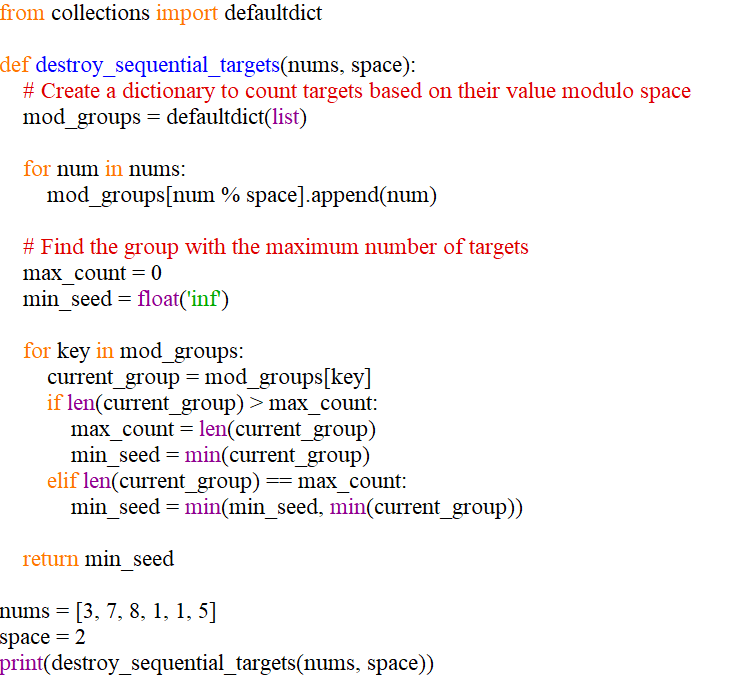 from collections import defaultdict
def destroy_sequential_targets(nums, space):
# Create a dictionary to count targets based on their value modulo space
mod_groups = defaultdict(list)
for num in nums:
mod_groups[num % space].append(num)
# Find the group with the maximum number of targets
max_count = 0
min_seed = float('inf')
for key in mod_groups:
current_group = mod_groups[key]
if len(current_group) > max_count:
max_count = len(current_group)
min_seed = min(current_group)
elif len(current_group) == max_count:
min_seed = min(min_seed, min(current_group))
return min_seed
nums = [3, 7, 8, 1, 1, 5]
space = 2
print(destroy_sequential_targets(nums, space))